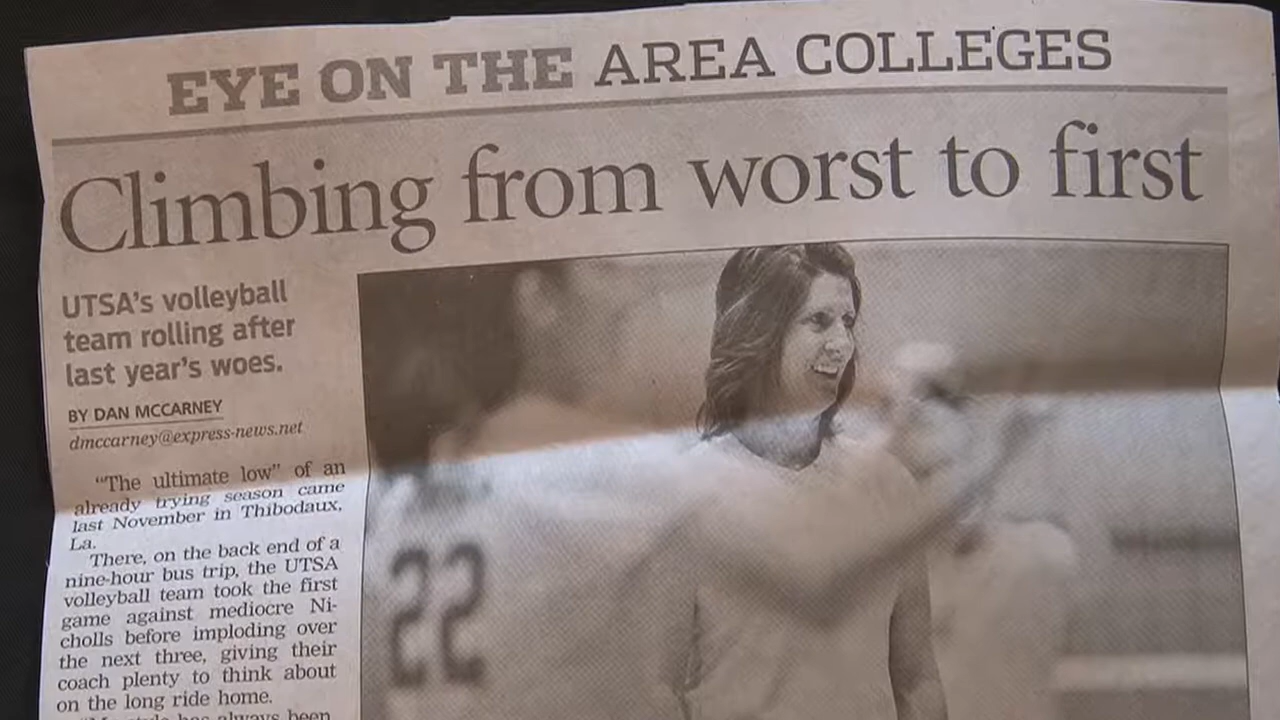 EYE ON THE AREA COLLEGES
Climbing from worst to first
UTSA's volleyball
team rolling after
last year's woes.
BY DAN MCCARNEY
dmccarney@express-news.net
"The ultimate low" of an
already trying season came
last November in Thibodaux,
La.
There, on the back end of a
nine-hour bus trip, the UTSA
volleyball team took the first
game against mediocre Ni-
cholls before imploding over
the next three, giving their
coach plenty to think about
on the long ride home.
has always been
22